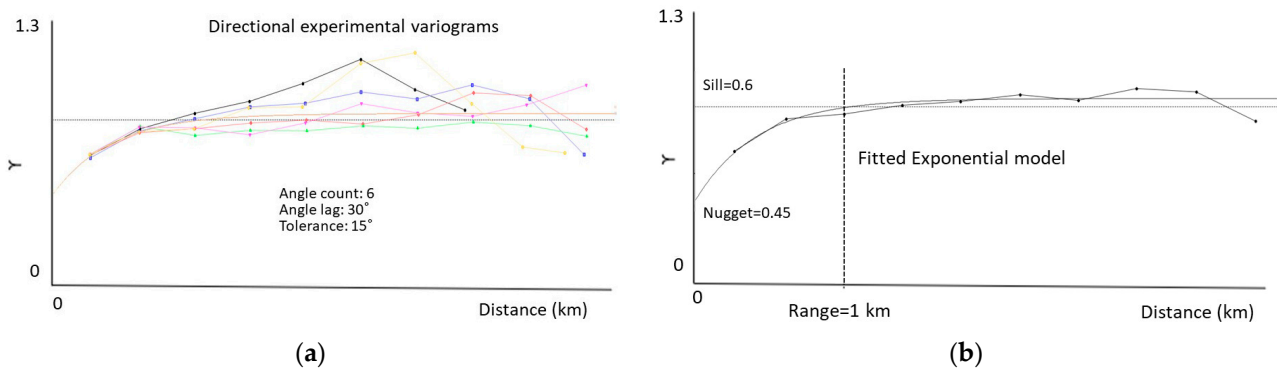 1.3
Directional experimental variograms
ϒ
Angle count: 6
Angle lag: 30˚
Tolerance: 15˚
0
0
Distance (km)
(a)
1.3
Sill=0.6
ϒ
Fitted Exponential model
Nugget=0.45
0
0
Range=1 km
Distance (km)
(b)